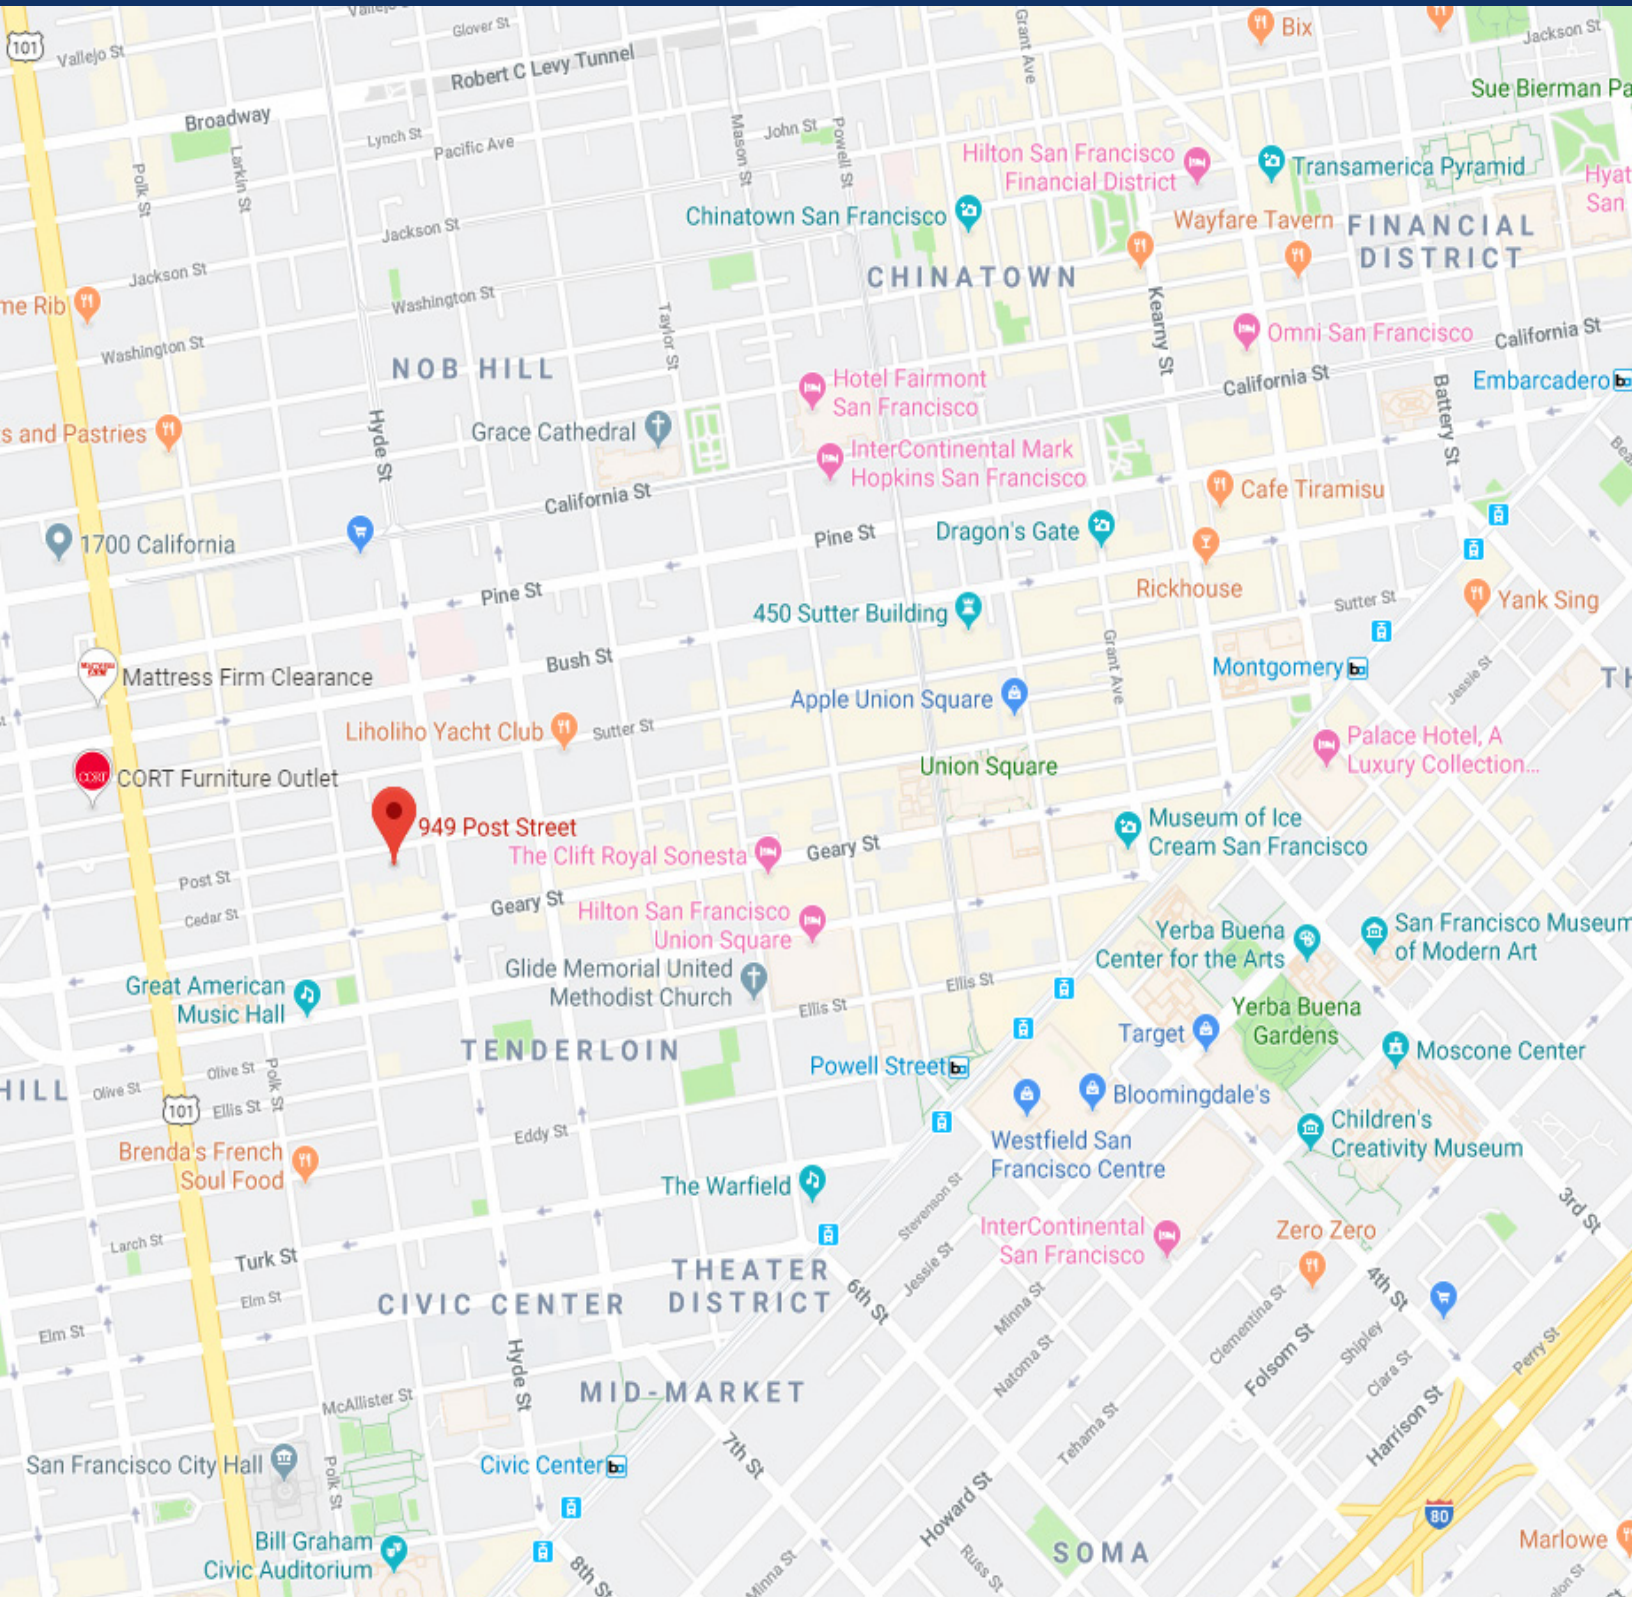 101
Vallejo St
Glover St
Grant Ave
Bix
Jackson St
Robert C Levy Tunnel
Sue Bierman Pa
Broadway
Lynch St
Pacific Ave
Mason St
John St
Powell St
Polk St
Larkin St
Hilton San Francisco
Financial District
Transamerica Pyramid
Hyat
San
Chinatown San Francisco
Wayfare Tavern
FINANCIAL
DISTRICT
Jackson St
Jackson St
CHINATOWN
me Rib
Washington St
Washington St
Taylor St
Kearny St
Omni San Francisco
California St
NOB HILL
Hotel Fairmont
San Francisco
California St
Embarcadero
Battery St
s and Pastries
Hyde St
Grace Cathedral
InterContinental Mark
Hopkins San Francisco
California St
Cafe Tiramisu
1700 California
Pine St
Dragon's Gate
Pine St
Rickhouse
450 Sutter Building
Sutter St
Yank Sing
Bush St
Grant Ave
Montgomery
Jessie St
TH
MATTRESS
Mattress Firm Clearance
Apple Union Square
Liholiho Yacht Club
Sutter St
Palace Hotel, A
Luxury Collection...
Union Square
CORT
CORT Furniture Outlet
949 Post Street
Museum of Ice
Cream San Francisco
The Clift Royal Sonesta
Geary St
Post St
Cedar St
Geary St
Hilton San Francisco
Union Square
Yerba Buena
Center for the Arts
San Francisco Museum
of Modern Art
Great American
Music Hall
Glide Memorial United
Methodist Church
Ellis St
Ellis St
Yerba Buena
Gardens
Target
TENDERLOIN
Powell Street
Moscone Center
HILL
Olive St
Olive St
Polk St
101
Ellis St
Bloomingdale's
Eddy St
Westfield San
Francisco Centre
Children's
Creativity Museum
Brenda's French
Soul Food
The Warfield
Stevenson St
3rd St
InterContinental
San Francisco
Zero Zero
Larch St
Turk St
THEATER
DISTRICT
6th St
Jessie St
Minna St
4th St
Elm St
CIVIC CENTER
Clementina St
Shipley
Elm St
Hyde St
Natoma St
Folsom St
Clara St
Perry St
McAllister St
MID-MARKET
Tehama St
Harrison St
San Francisco City Hall
Polk St
Civic Center
7th St
Howard St
80
Bill Graham
Civic Auditorium
8th St
Minna St
Russ St
SOMA
Marlowe